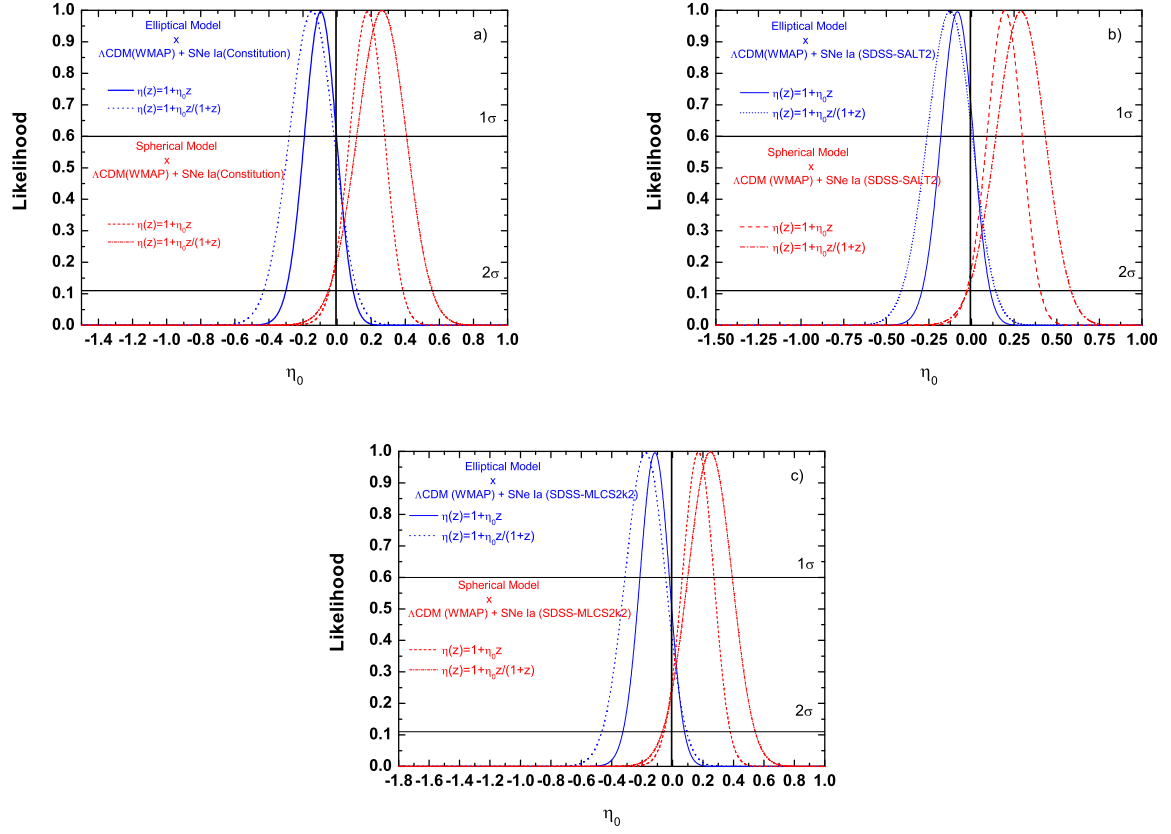 a)
Elliptical Model
x
ΛCDM(WMAP) + SNe Ia(Constitution)
η(z)=1+η₀z
η(z)=1+η₀z/(1+z)
1σ
Spherical Model
x
ΛCDM(WMAP) + SNe Ia(Constitution)
η(z)=1+η₀z
η(z)=1+η₀z/(1+z)
2σ
Likelihood
1.0
0.9
0.8
0.7
0.6
0.5
0.4
0.3
0.2
0.1
0.0
-1.4 -1.2 -1.0 -0.8 -0.6 -0.4 -0.2 0.0 0.2 0.4 0.6 0.8 1.0
η₀
b)
Elliptical Model
x
ΛCDM(WMAP) + SNe Ia (SDSS-SALT2)
η(z)=1+η₀z
η(z)=1+η₀z/(1+z)
1σ
Spherical Model
x
ΛCDM (WMAP) + SNe Ia (SDSS-SALT2)
η(z)=1+η₀z
η(z)=1+η₀z/(1+z)
2σ
Likelihood
1.0
0.9
0.8
0.7
0.6
0.5
0.4
0.3
0.2
0.1
0.0
-1.50 -1.25 -1.00 -0.75 -0.50 -0.25 0.00 0.25 0.50 0.75 1.00
η₀
c)
Elliptical Model
x
ΛCDM (WMAP) + SNe Ia (SDSS-MLCS2k2)
η(z)=1+η₀z
η(z)=1+η₀z/(1+z)
1σ
Spherical Model
x
ΛCDM (WMAP) + SNe Ia (SDSS-MLCS2k2)
η(z)=1+η₀z
η(z)=1+η₀z/(1+z)
2σ
Likelihood
1.0
0.9
0.8
0.7
0.6
0.5
0.4
0.3
0.2
0.1
0.0
-1.8 -1.6 -1.4 -1.2 -1.0 -0.8 -0.6 -0.4 -0.2 0.0 0.2 0.4 0.6 0.8 1.0
η₀